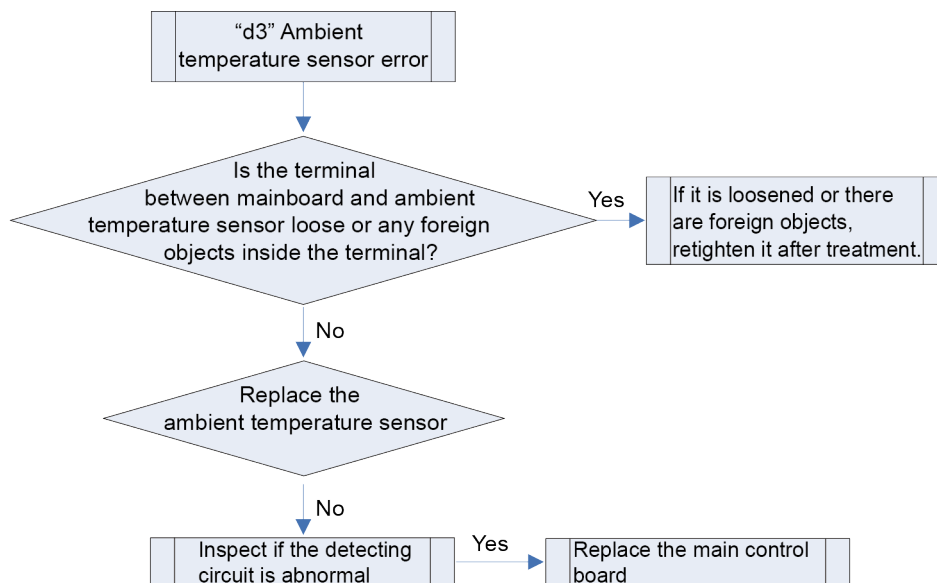 “d3” Ambient
temperature sensor error
Is the terminal
between mainboard and ambient
temperature sensor loose or any foreign
objects inside the terminal?
Yes
If it is loosened or there
are foreign objects,
retighten it after treatment.
No
Replace the
ambient temperature sensor
No
Inspect if the detecting
circuit is abnormal
Yes
Replace the main control
board